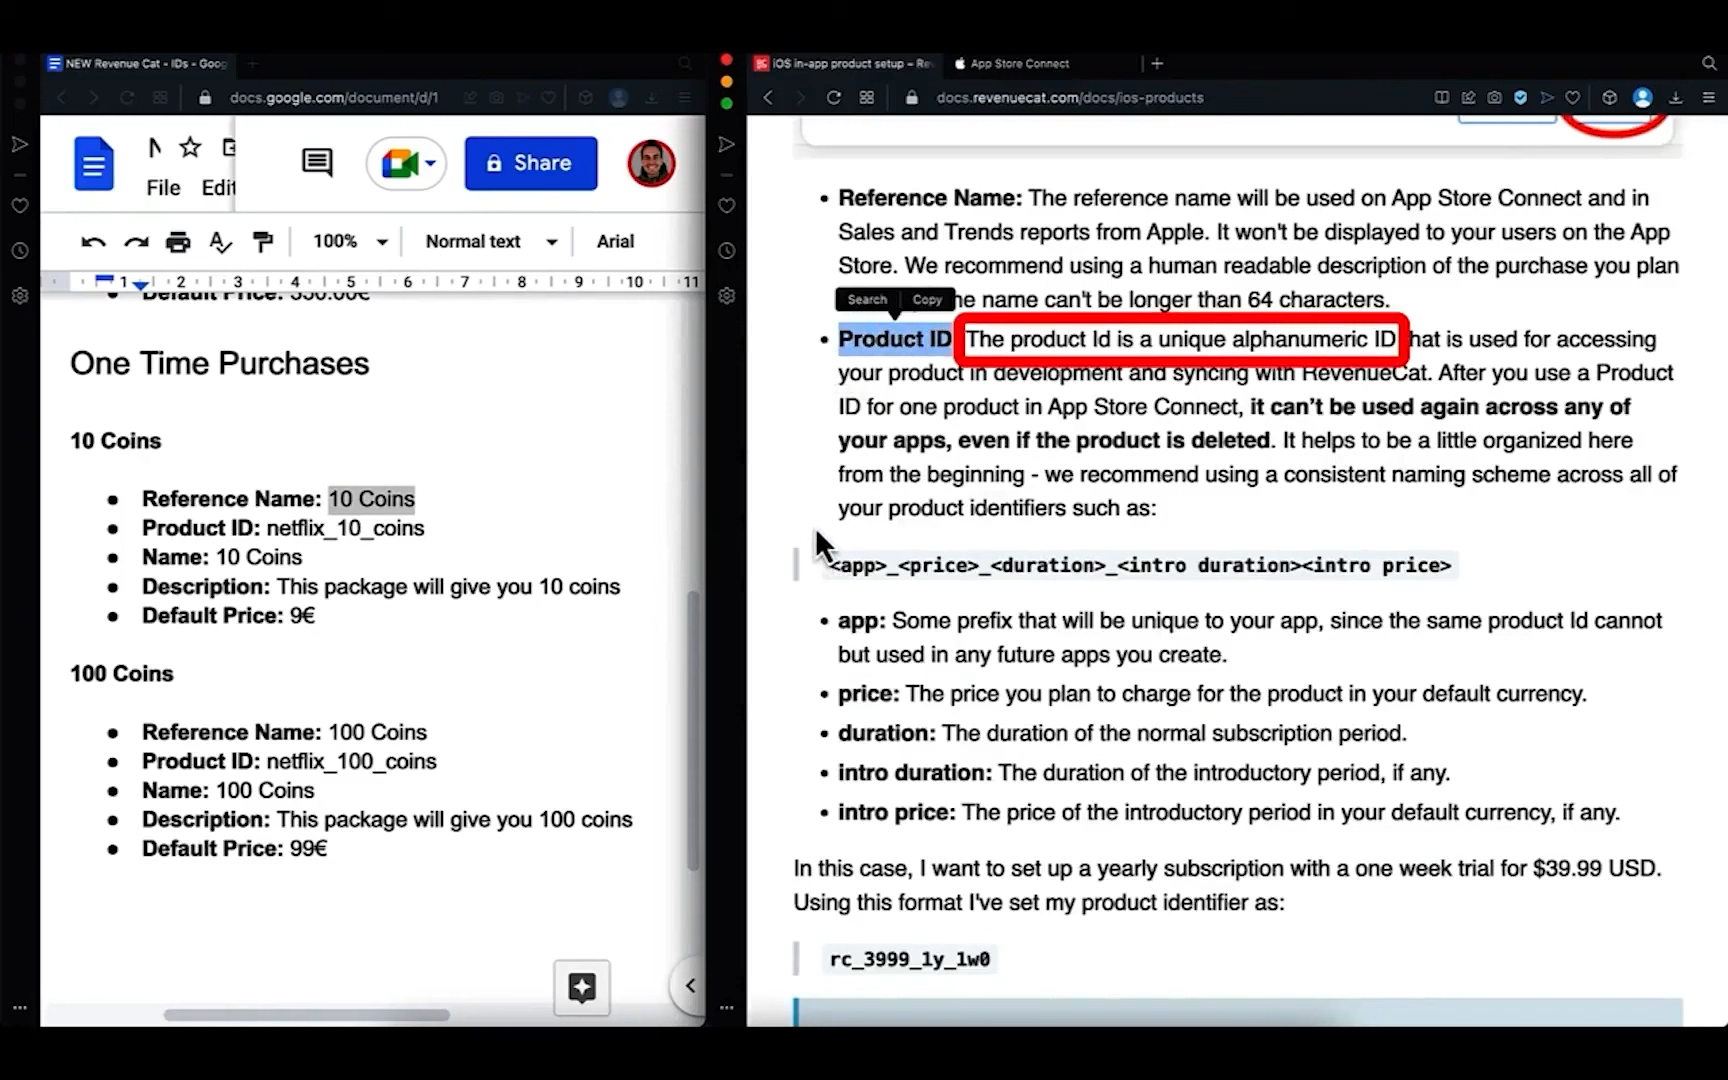 NEW Revenue Cat - IDs - Goog
docs.google.com/document/d/1
File Edit
Share
100% Normal text Arial
1 2 3 4 5 6 7 8 9 10 11
Default Price: 350.00€
One Time Purchases
10 Coins
Reference Name: 10 Coins
Product ID: netflix_10_coins
Name: 10 Coins
Description: This package will give you 10 coins
Default Price: 9€
100 Coins
Reference Name: 100 Coins
Product ID: netflix_100_coins
Name: 100 Coins
Description: This package will give you 100 coins
Default Price: 99€
iOS in-app product setup – Re
App Store Connect
docs.revenuecat.com/docs/ios-products
Reference Name: The reference name will be used on App Store Connect and in
Sales and Trends reports from Apple. It won't be displayed to your users on the App
Store. We recommend using a human readable description of the purchase you plan
Search Copy
name can't be longer than 64 characters.
Product ID The product Id is a unique alphanumeric ID that is used for accessing
your product in development and syncing with RevenueCat. After you use a Product
ID for one product in App Store Connect, it can’t be used again across any of
your apps, even if the product is deleted. It helps to be a little organized here
from the beginning - we recommend using a consistent naming scheme across all of
your product identifiers such as:
<app>_<price>_<duration>_<intro duration><intro price>
app: Some prefix that will be unique to your app, since the same product Id cannot
but used in any future apps you create.
price: The price you plan to charge for the product in your default currency.
duration: The duration of the normal subscription period.
intro duration: The duration of the introductory period, if any.
intro price: The price of the introductory period in your default currency, if any.
In this case, I want to set up a yearly subscription with a one week trial for $39.99 USD.
Using this format I've set my product identifier as:
rc_3999_1y_1w0